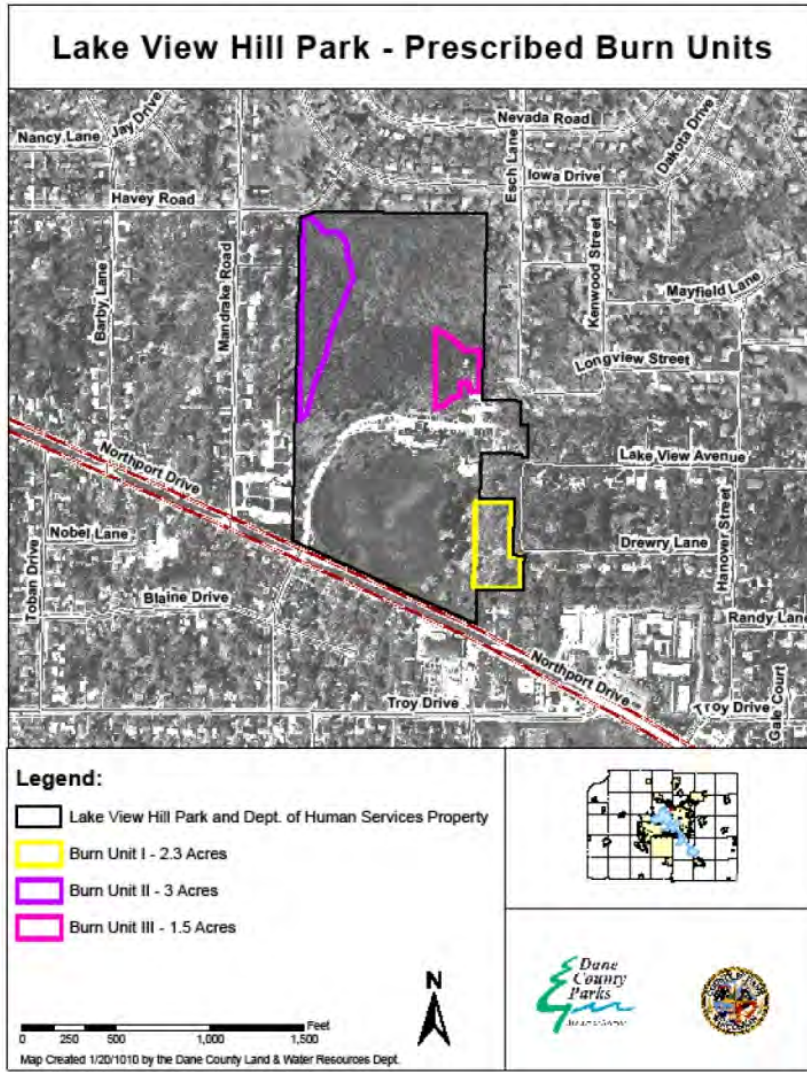 Lake View Hill Park - Prescribed Burn Units
Nevada Road
Jay Drive
Nancy Lane
Dakota Drive
Esch Lane
Iowa Drive
Havey Road
Kenwood Street
Mandrake Road
Barby Lane
Mayfield Lane
Longview Street
Northport Drive
Lake View Avenue
Hanover Street
Nobel Lane
Drewry Lane
Toban Drive
Blaine Drive
Randy Lane
Northport Drive
Troy Drive
Troy Drive
Gale Court
Legend:
Lake View Hill Park and Dept. of Human Services Property
Burn Unit I - 2.3 Acres
Burn Unit II - 3 Acres
Burn Unit III - 1.5 Acres
N
Dane
County
Parks
Feet
0 250 500 1,000 1,500
Map Created 1/20/1010 by the Dane County Land & Water Resources Dept.